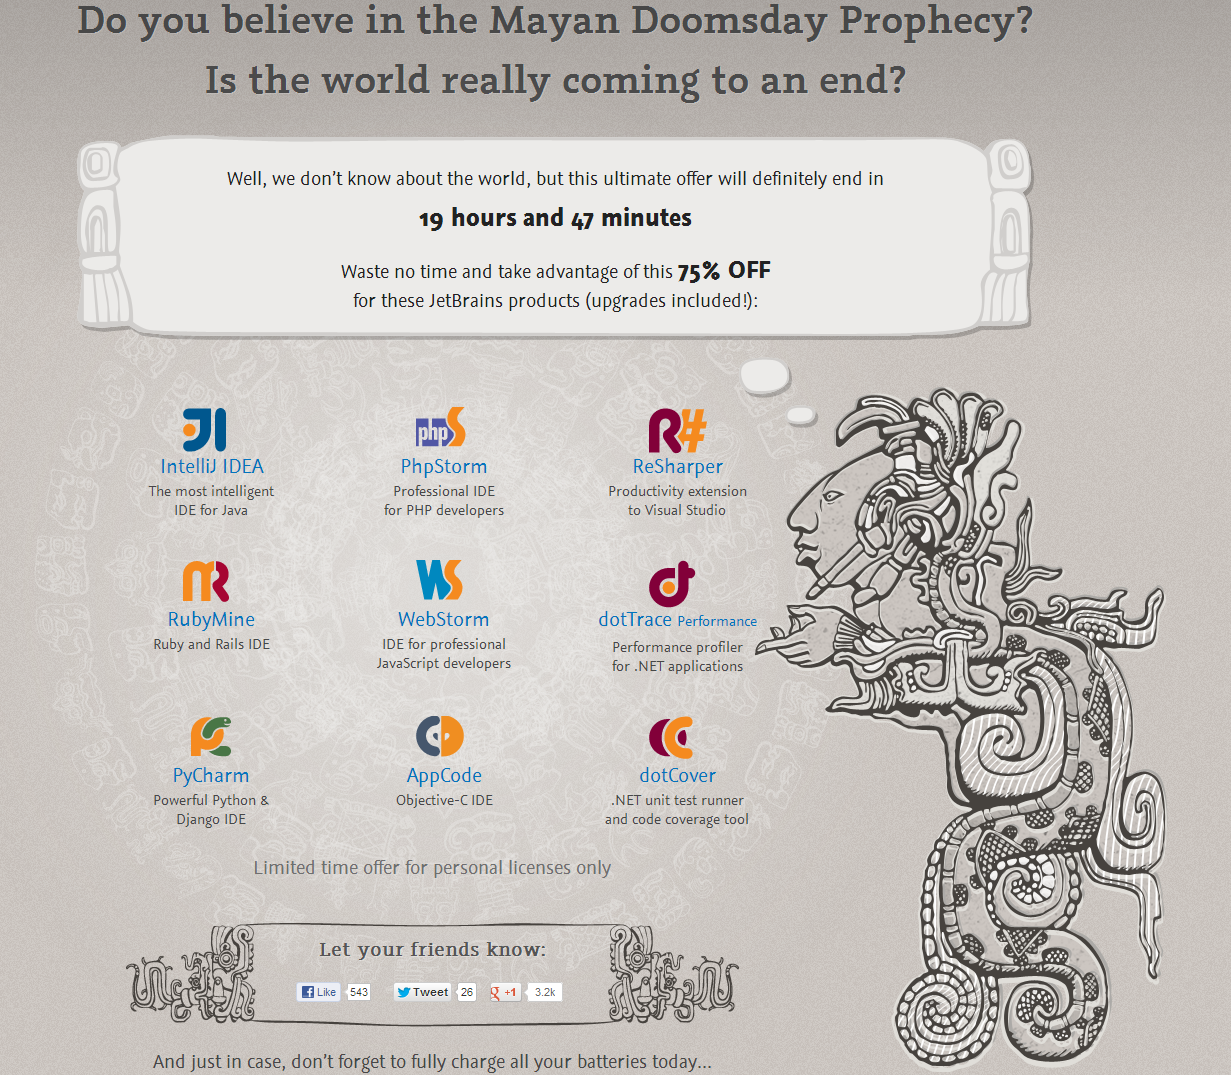 Do you believe in the Mayan Doomsday Prophecy?
Is the world really coming to an end?
Well, we don't know about the world, but this ultimate offer will definitely end in
19 hours and 47 minutes
Waste no time and take advantage of this 75% OFF
for these JetBrains products (upgrades included!):
IntelliJ IDEA
The most intelligent
IDE for Java
php
PhpStorm
Professional IDE
for PHP developers
R#
ReSharper
Productivity extension
to Visual Studio
RubyMine
Ruby and Rails IDE
WS
WebStorm
IDE for professional
JavaScript developers
dotTrace Performance
Performance profiler
for .NET applications
PyCharm
Powerful Python &
Django IDE
AppCode
Objective-C IDE
dotCover
.NET unit test runner
and code coverage tool
Limited time offer for personal licenses only
Let your friends know:
Like 543 Tweet 26 +1 3.2k
And just in case, don't forget to fully charge all your batteries today...